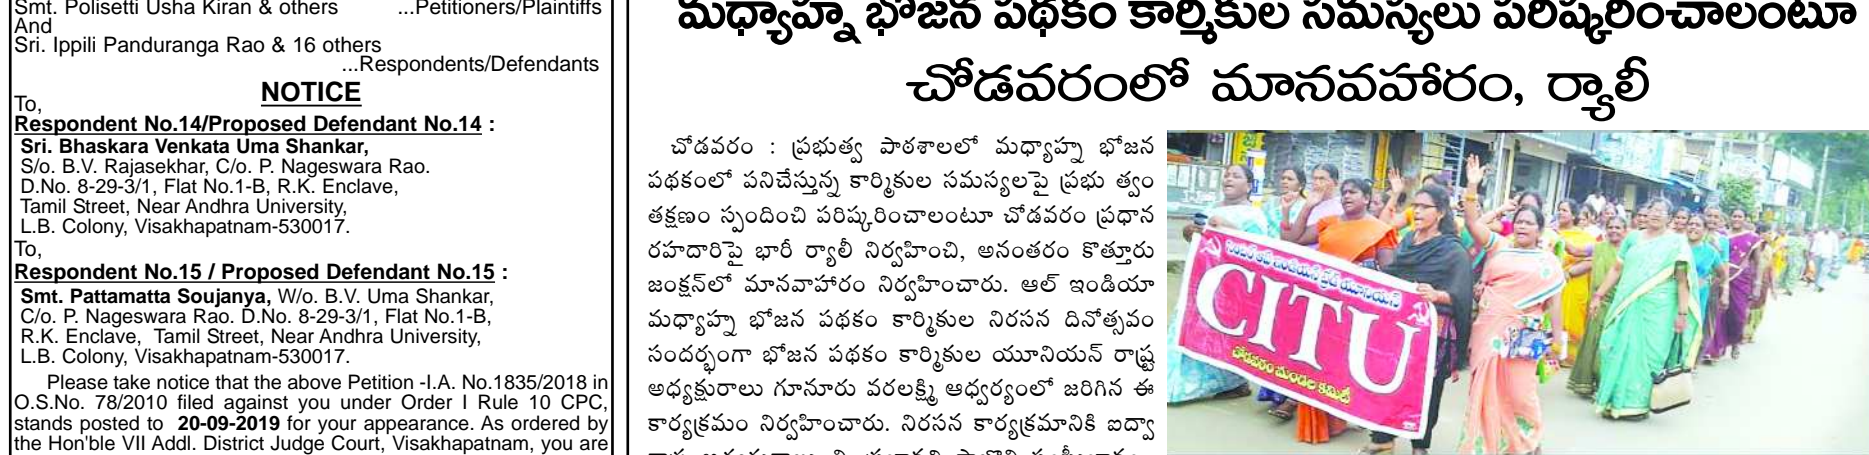 Smt. Polisetti Usha Kiran & others ...Petitioners/Plaintiffs
And
Sri. Ippili Panduranga Rao & 16 others
...Respondents/Defendants
NOTICE
To,
Respondent No.14/Proposed Defendant No.14 :
Sri. Bhaskara Venkata Uma Shankar,
S/o. B.V. Rajasekhar, C/o. P. Nageswara Rao.
D.No. 8-29-3/1, Flat No.1-B, R.K. Enclave,
Tamil Street, Near Andhra University,
L.B. Colony, Visakhapatnam-530017.
To,
Respondent No.15 / Proposed Defendant No.15 :
Smt. Pattamatta Soujanya, W/o. B.V. Uma Shankar,
C/o. P. Nageswara Rao. D.No. 8-29-3/1, Flat No.1-B,
R.K. Enclave, Tamil Street, Near Andhra University,
L.B. Colony, Visakhapatnam-530017.
Please take notice that the above Petition -I.A. No.1835/2018 in
O.S.No. 78/2010 filed against you under Order I Rule 10 CPC,
stands posted to 20-09-2019 for your appearance. As ordered by
the Hon'ble VII Addl. District Judge Court, Visakhapatnam, you are
మధ్యాహ్న భోజన పథకం కార్మికుల సమస్యలు పరిష్కరించాలంటూ
చోడవరంలో మానవహారం, ర్యాలీ
చోడవరం : ప్రభుత్వ పాఠశాలలో మధ్యాహ్న భోజన
పథకంలో పనిచేస్తున్న కార్మికుల సమస్యలపై ప్రభు త్వం
తక్షణం స్పందించి పరిష్కరించాలంటూ చోడవరం ప్రధాన
రహదారిపై భారీ ర్యాలీ నిర్వహించి, అనంతరం కొత్తూరు
జంక్షన్‌లో మానవాహారం నిర్వహించారు. ఆల్ ఇండియా
మధ్యాహ్న భోజన పథకం కార్మికుల నిరసన దినోత్సవం
సందర్భంగా భోజన పథకం కార్మికుల యూనియన్ రాష్ట్ర
అధ్యక్షురాలు గూనూరు వరలక్ష్మి ఆధ్వర్యంలో జరిగిన ఈ
కార్యక్రమం నిర్వహించారు. నిరసన కార్యక్రమానికి ఐద్వా
సెంటర్ ఆఫ్ ఇండియన్ ట్రేడ్ యూనియన్
CITU
చోడవరం మండల కమిటీ